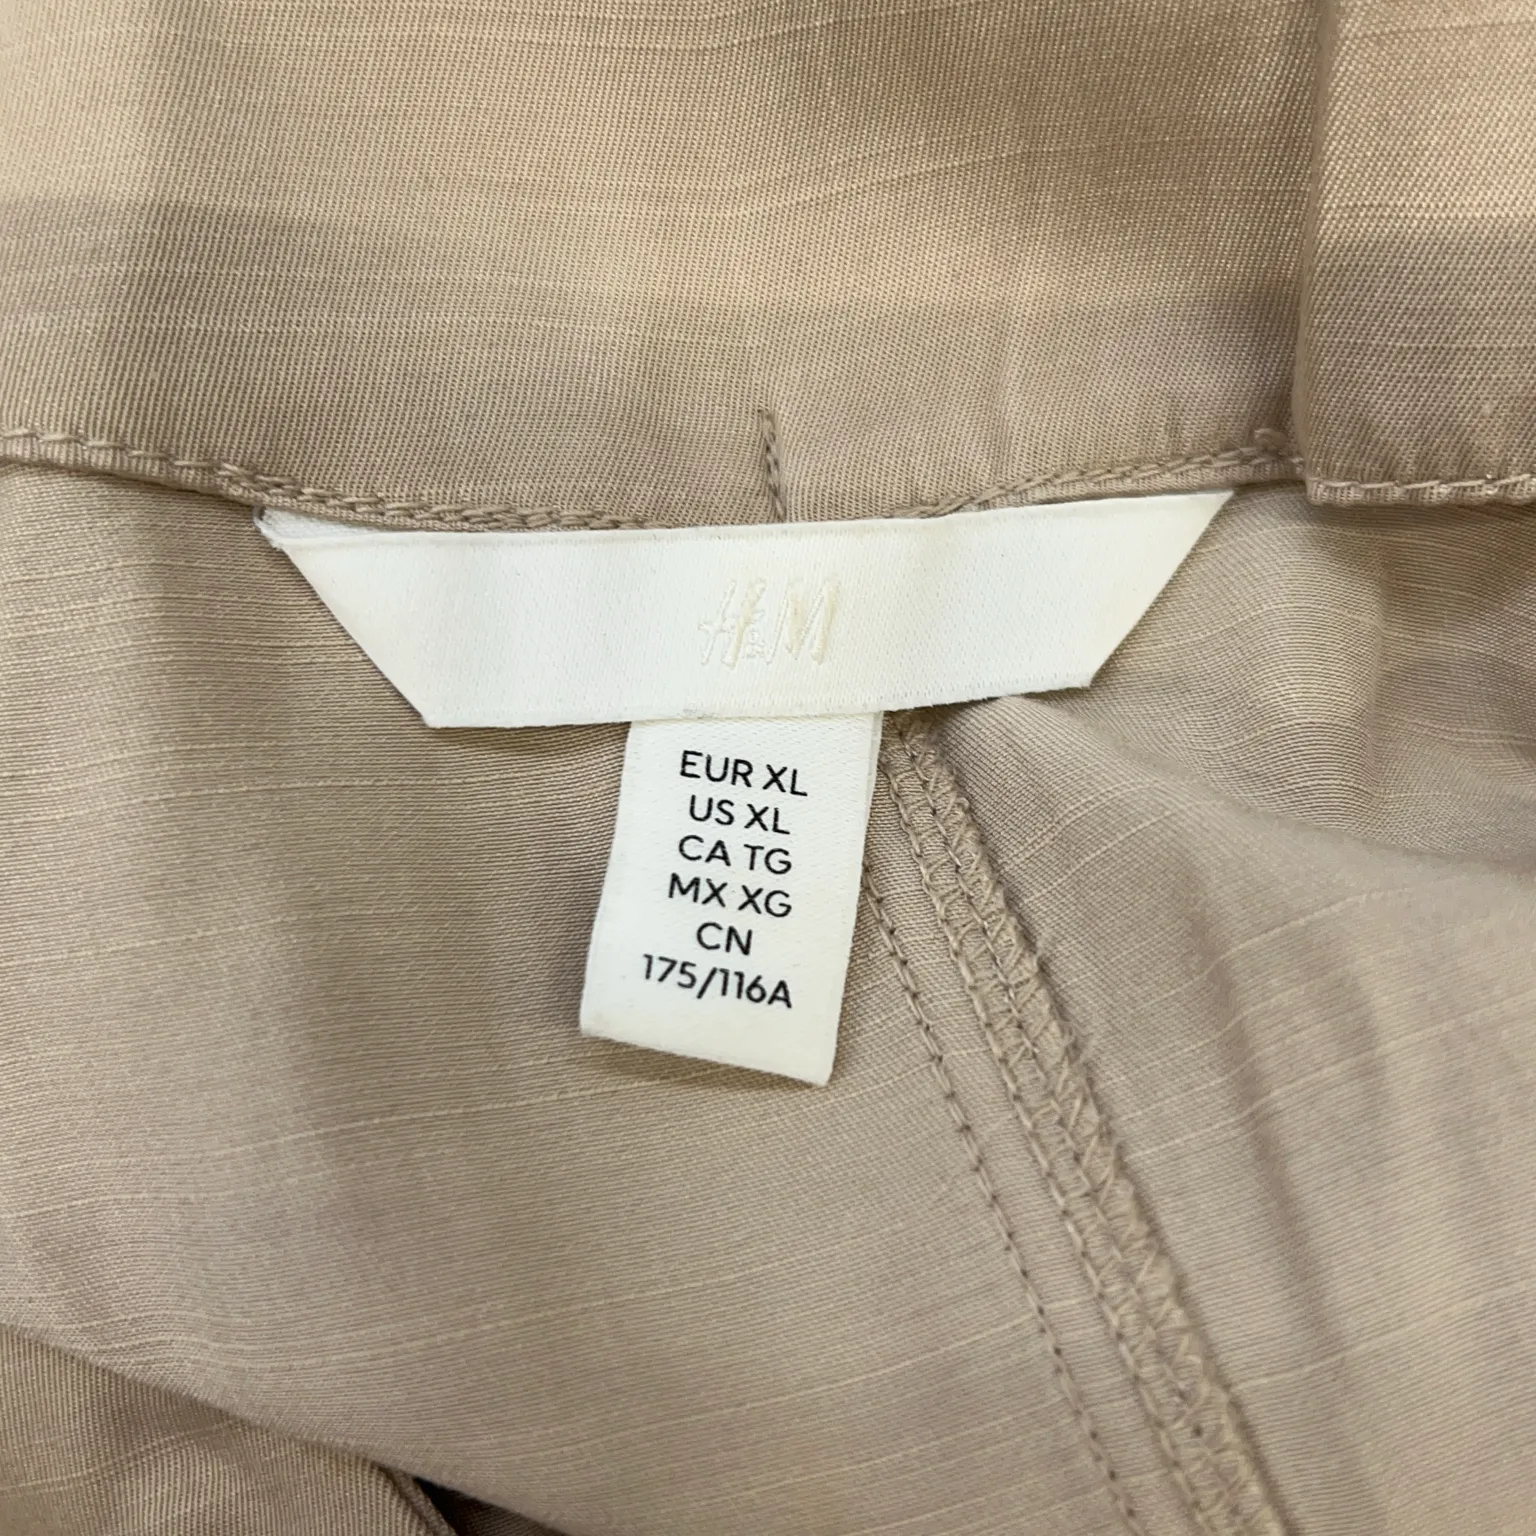 H&M
EUR XL
US XL
CA TG
MX XG
CN
175/116A